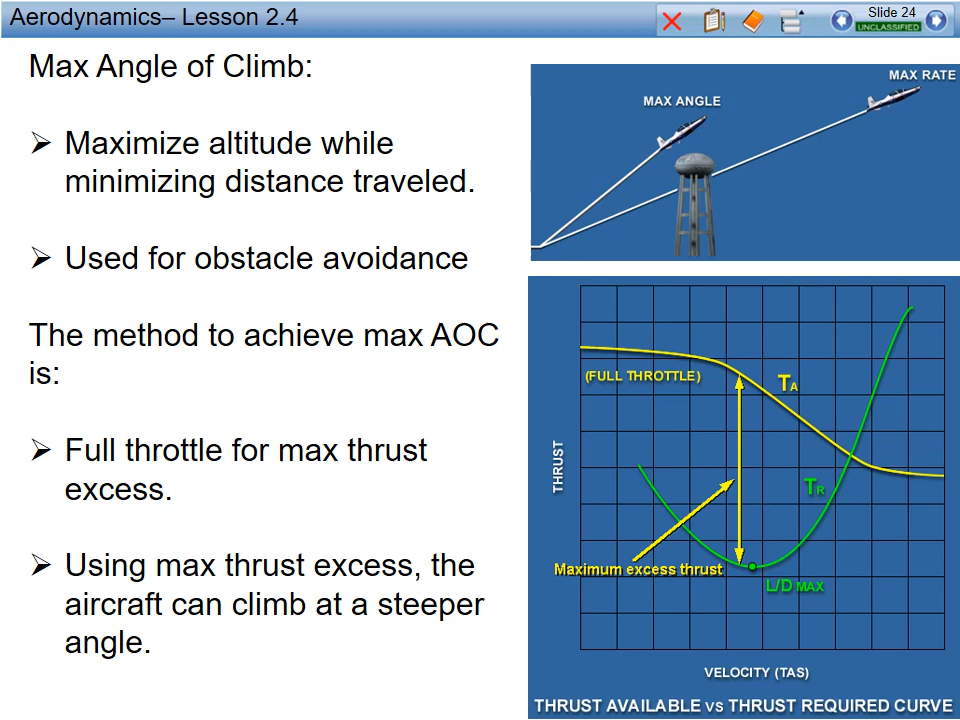 Aerodynamics– Lesson 2.4
Slide 24
UNCLASSIFIED
Max Angle of Climb:
➢ Maximize altitude while
minimizing distance traveled.
➢ Used for obstacle avoidance
The method to achieve max AOC
is:
➢ Full throttle for max thrust
excess.
➢ Using max thrust excess, the
aircraft can climb at a steeper
angle.
MAX RATE
MAX ANGLE
(FULL THROTTLE)
TA
THRUST
TR
Maximum excess thrust
L/D MAX
VELOCITY (TAS)
THRUST AVAILABLE VS THRUST REQUIRED CURVE